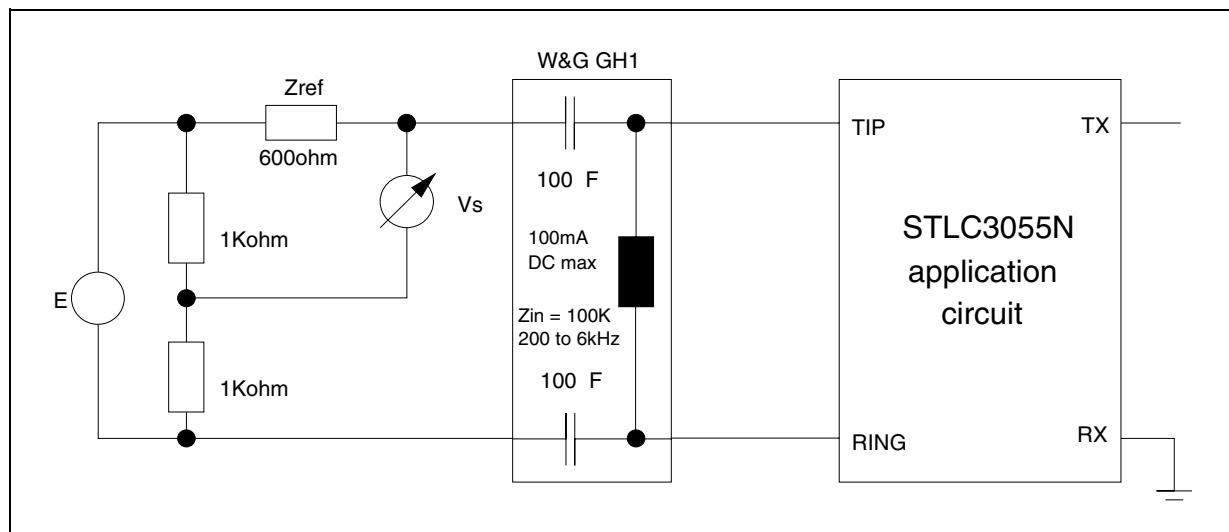 W&G GH1
Zref
600ohm
TIP
TX
100 F
Vs
1Kohm
100mA
DC max
STLC3055N
application
circuit
E
Zin = 100K
200 to 6kHz
1Kohm
100 F
RING
RX